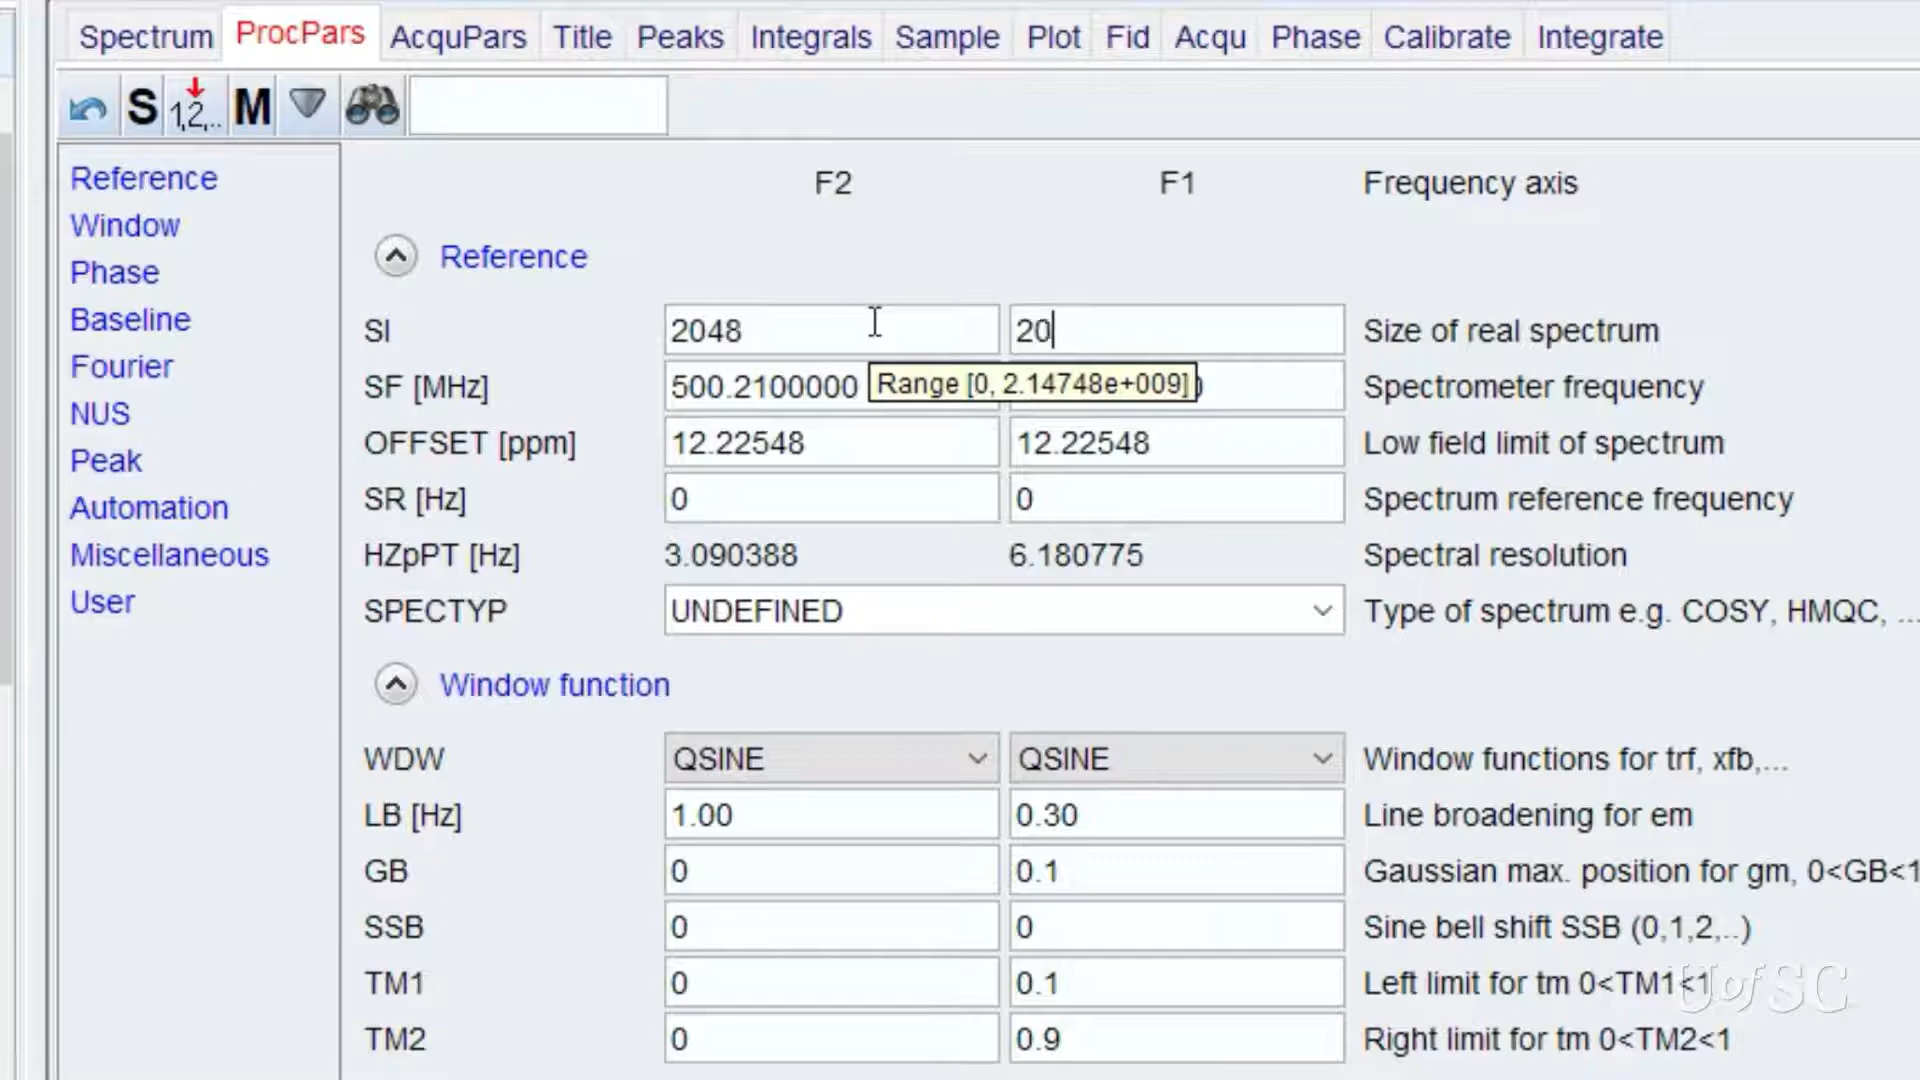 Spectrum ProcPars AcquPars Title Peaks Integrals Sample Plot Fid Acqu Phase Calibrate Integrate
S 1,2,.. M
Reference
Window
Phase
Baseline
Fourier
NUS
Peak
Automation
Miscellaneous
User
F2 F1 Frequency axis
Reference
SI 2048 20 Size of real spectrum
SF [MHz] 500.2100000 Spectrometer frequency
Range [0, 2.14748e+009]
OFFSET [ppm] 12.22548 12.22548 Low field limit of spectrum
SR [Hz] 0 0 Spectrum reference frequency
HZpPT [Hz] 3.090388 6.180775 Spectral resolution
SPECTYP UNDEFINED Type of spectrum e.g. COSY, HMQC, ...
Window function
WDW QSINE QSINE Window functions for trf, xfb,...
LB [Hz] 1.00 0.30 Line broadening for em
GB 0 0.1 Gaussian max. position for gm, 0<GB<1
SSB 0 0 Sine bell shift SSB (0,1,2,..)
TM1 0 0.1 Left limit for tm 0<TM1<1
TM2 0 0.9 Right limit for tm 0<TM2<1
UofSC